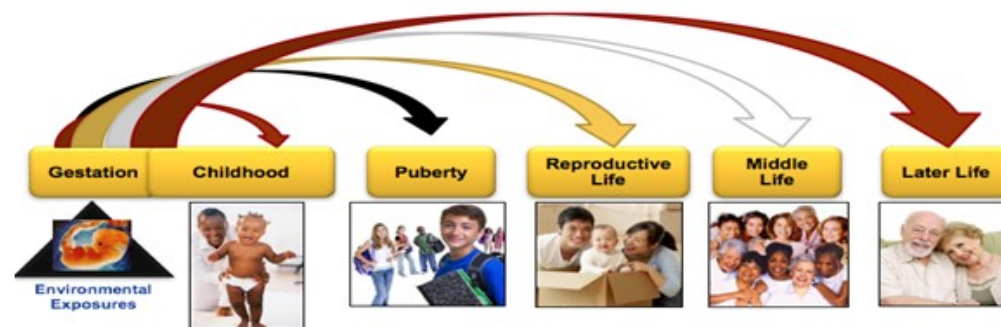 Gestation
Childhood
Puberty
Reproductive
Life
Middle
Life
Later Life
Environmental
Exposures